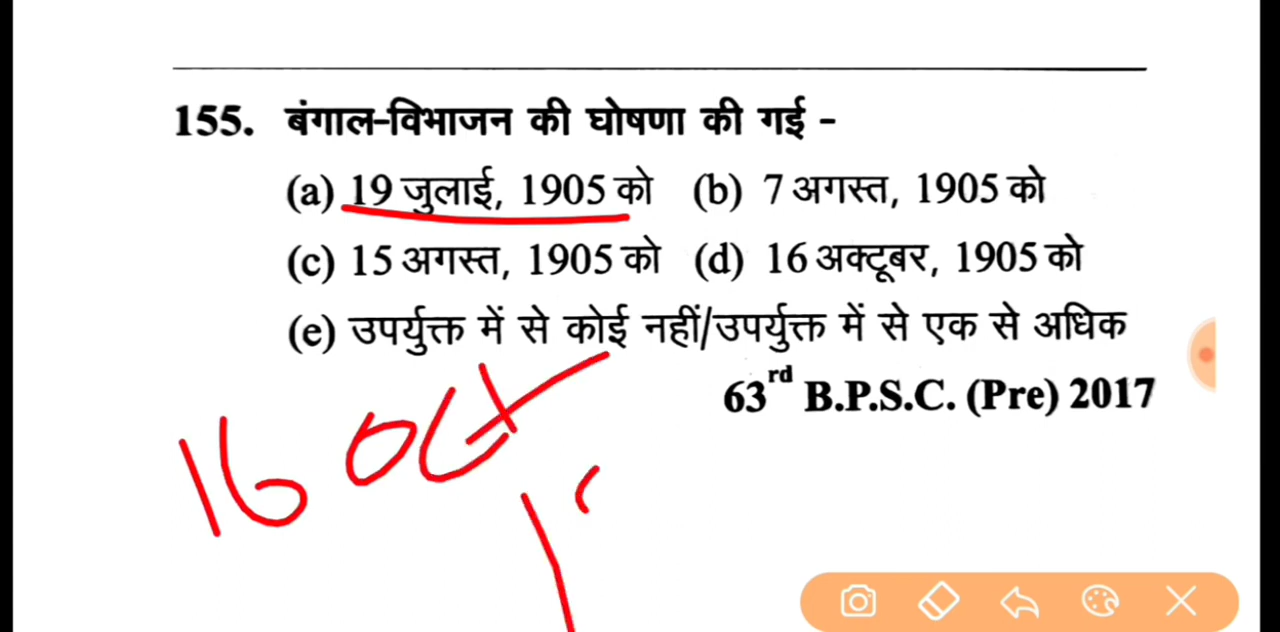 155. बंगाल-विभाजन की घोषणा की गई -
(a) 19 जुलाई, 1905 को (b) 7 अगस्त, 1905 को
(c) 15 अगस्त, 1905 को (d) 16 अक्टूबर, 1905 को
(e) उपर्युक्त में से कोई नहीं/उपर्युक्त में से एक से अधिक
63rd B.P.S.C. (Pre) 2017
16 oct